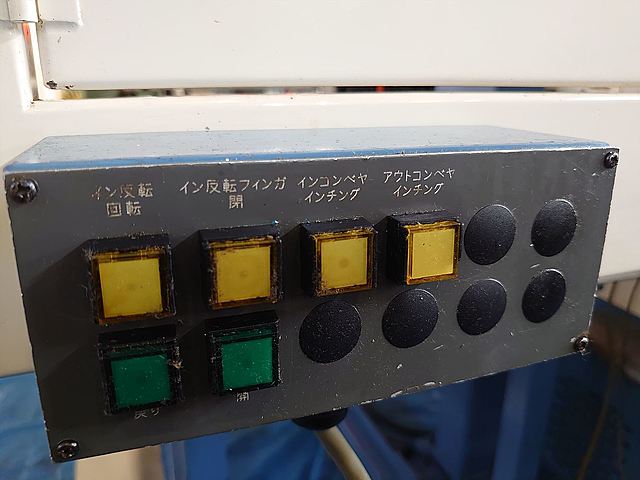 イン反転
回転
イン反転フィンガ
閉
インコンベヤ
インチング
アウトコンベヤ
インチング
戻り
開